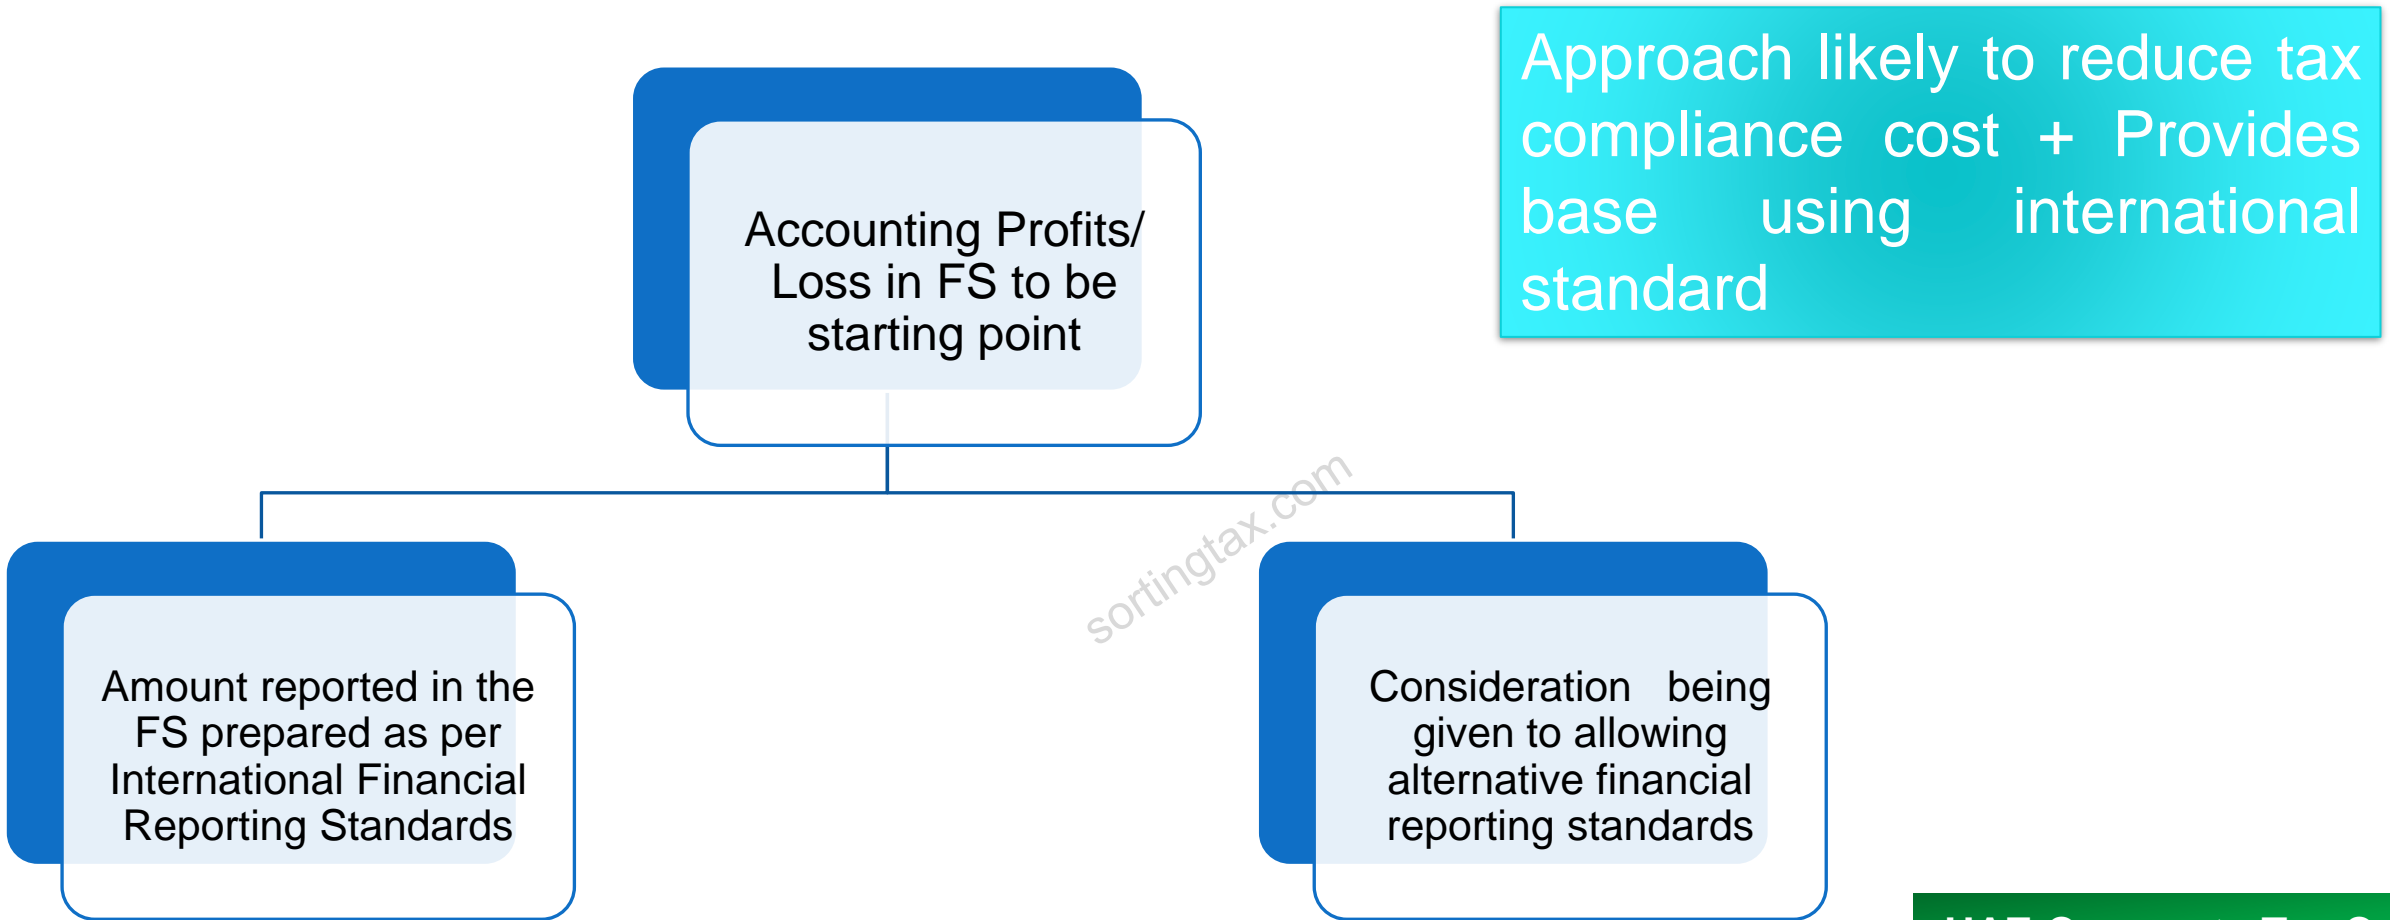 Approach likely to reduce tax
compliance cost + Provides
base using international
standard
Accounting Profits/
Loss in FS to be
starting point
sortingtax.com
Amount reported in the
FS prepared as per
International Financial
Reporting Standards
Consideration being
given to allowing
alternative financial
reporting standards